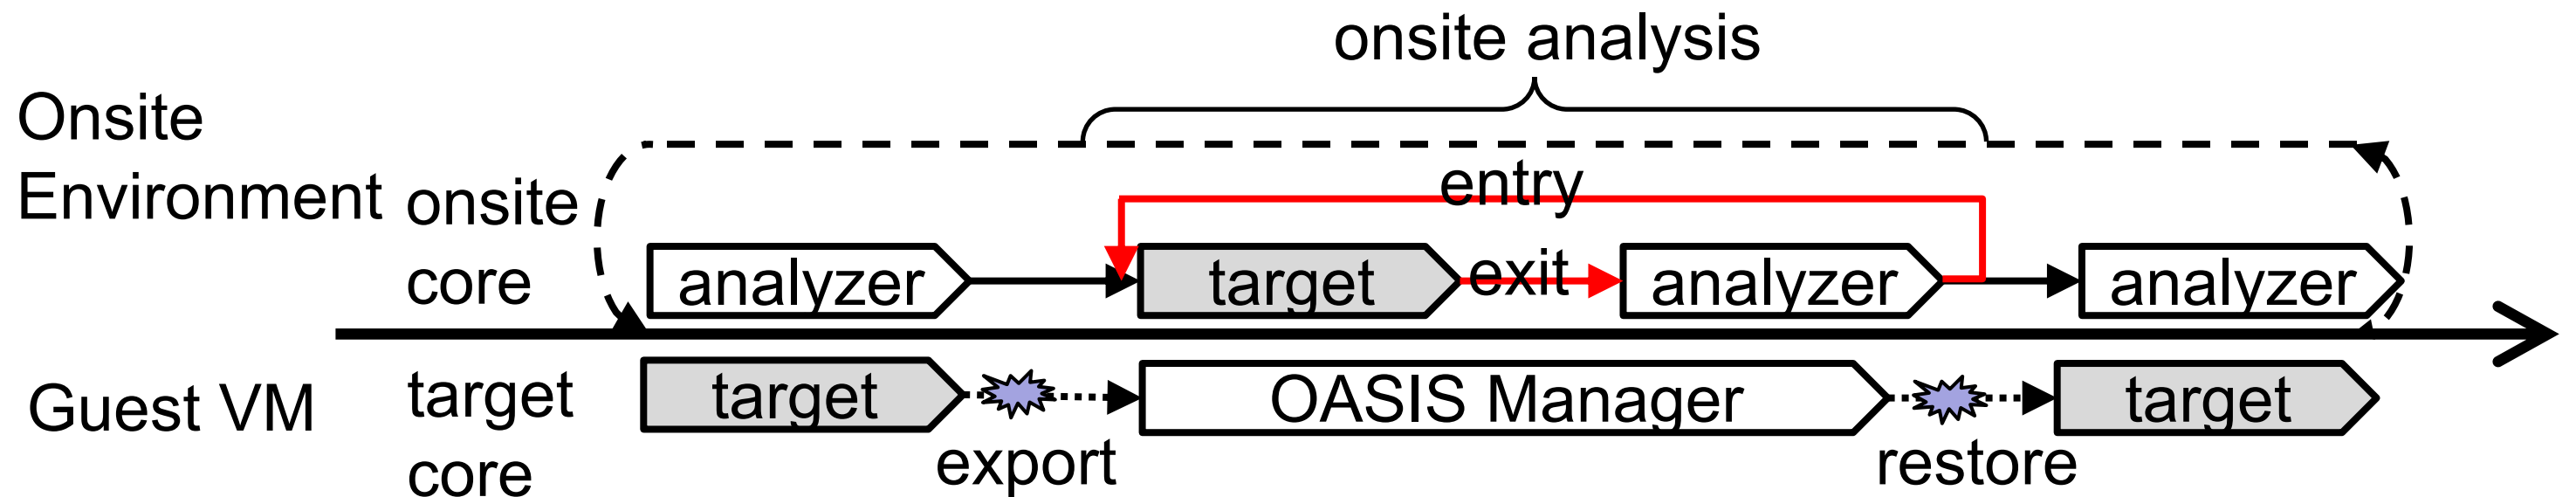 onsite analysis
Onsite
Environment
onsite
core
entry
analyzer
target
exit
analyzer
analyzer
Guest VM
target
core
target
export
OASIS Manager
restore
target